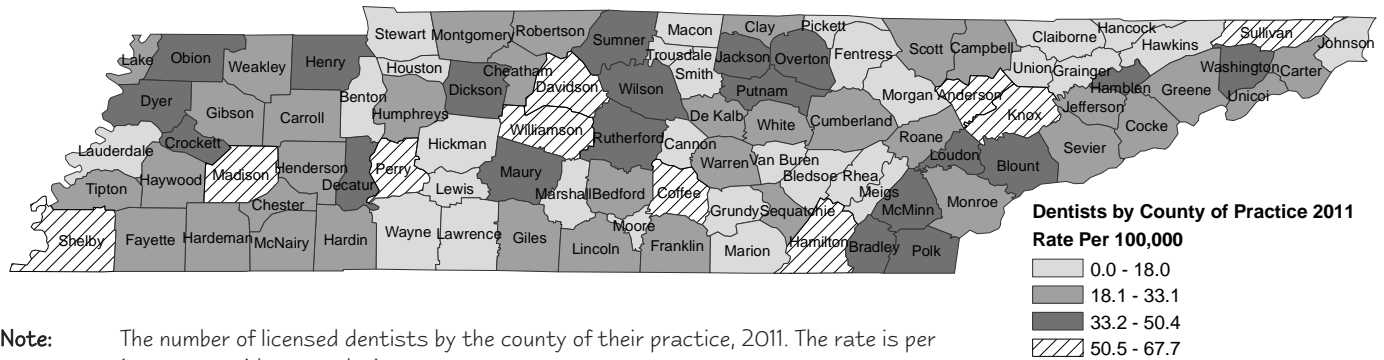 Stewart Montgomery Robertson Sumner Macon Clay Pickett Claiborne Hancock Hawkins Sullivan Johnson
Lake Obion Weakley Henry Houston Cheatham Davidson Trousdale Smith Jackson Overton Fentress Scott Campbell Union Grainger Hamblen Washington Carter
Dyer Gibson Carroll Benton Humphreys Dickson Wilson Putnam Morgan Anderson Knox Jefferson Greene Unicoi
Lauderdale Crockett Hickman Williamson Rutherford Cannon De Kalb White Cumberland Roane Loudon Blount Sevier Cocke
Tipton Haywood Madison Henderson Decatur Perry Lewis Maury Marshall Bedford Coffee Warren Van Buren Bledsoe Rhea Meigs McMinn Monroe
Shelby Fayette Hardeman Chester McNairy Hardin Wayne Lawrence Giles Lincoln Moore Franklin Grundy Sequatchie Marion Hamilton Bradley Polk
Dentists by County of Practice 2011
Rate Per 100,000
0.0 - 18.0
18.1 - 33.1
33.2 - 50.4
50.5 - 67.7
Note: The number of licensed dentists by the county of their practice, 2011. The rate is per